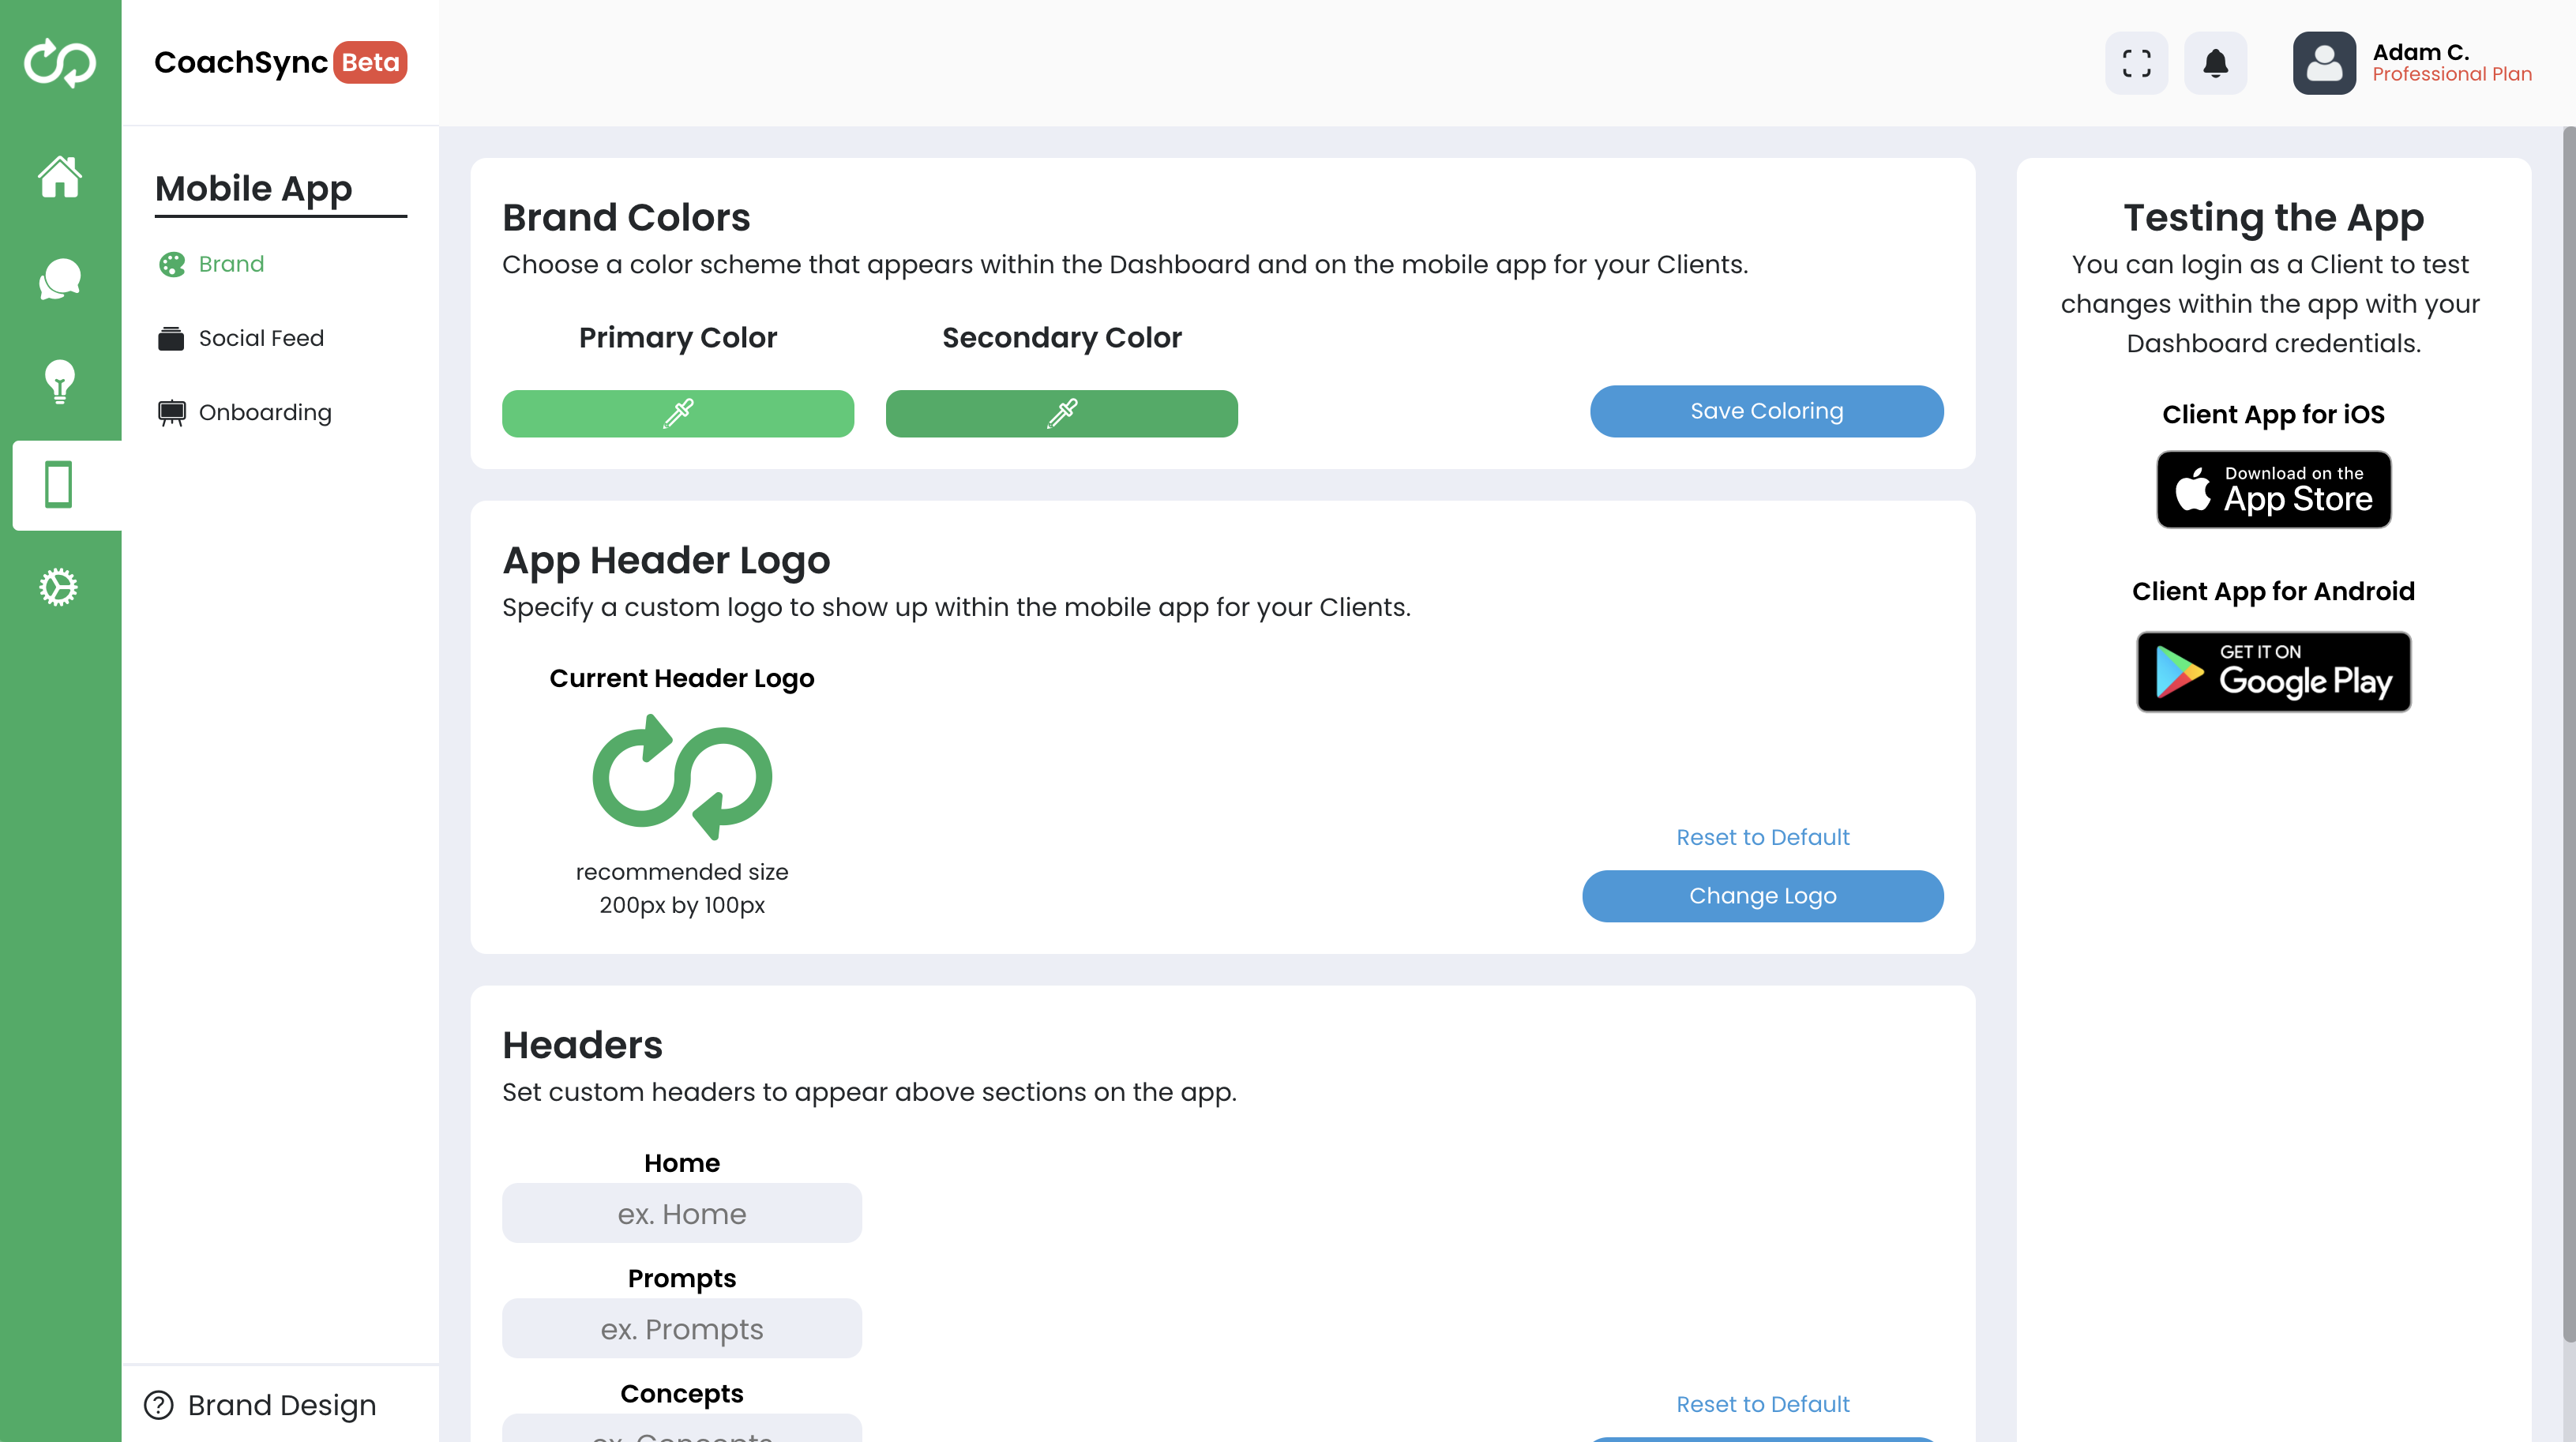 CoachSync Beta
Adam C.
Professional Plan
Mobile App
Brand
Social Feed
Onboarding
Brand Design
Brand Colors
Choose a color scheme that appears within the Dashboard and on the mobile app for your Clients.
Primary Color
Secondary Color
Save Coloring
App Header Logo
Specify a custom logo to show up within the mobile app for your Clients.
Current Header Logo
recommended size
200px by 100px
Reset to Default
Change Logo
Headers
Set custom headers to appear above sections on the app.
Home
ex. Home
Prompts
ex. Prompts
Concepts
ex. Concepts
Reset to Default
Testing the App
You can login as a Client to test
changes within the app with your
Dashboard credentials.
Client App for iOS
Download on the
App Store
Client App for Android
GET IT ON
Google Play